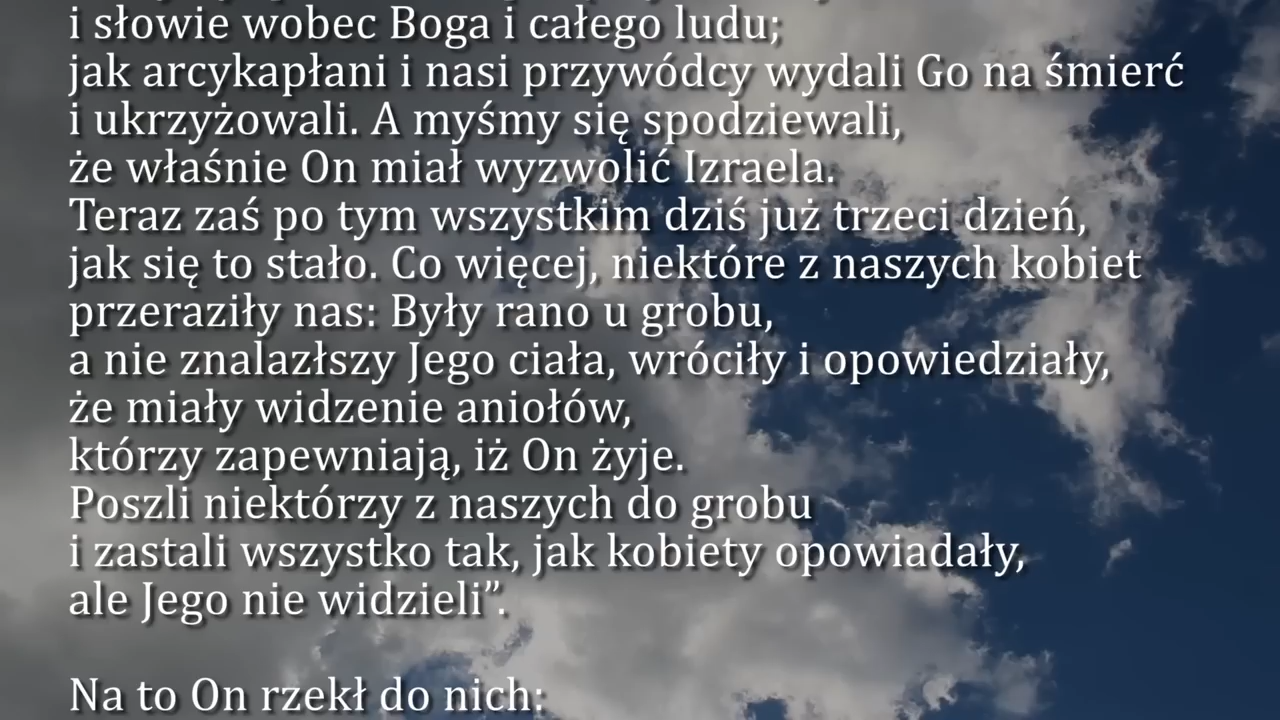 i słowie wobec Boga i całego ludu;
jak arcykapłani i nasi przywódcy wydali Go na śmierć
i ukrzyżowali. A myśmy się spodziewali,
że właśnie On miał wyzwolić Izraela.
Teraz zaś po tym wszystkim dziś już trzeci dzień,
jak się to stało. Co więcej, niektóre z naszych kobiet
przeraziły nas: Były rano u grobu,
a nie znalazłszy Jego ciała, wróciły i opowiedziały,
że miały widzenie aniołów,
którzy zapewniają, iż On żyje.
Poszli niektórzy z naszych do grobu
i zastali wszystko tak, jak kobiety opowiadały,
ale Jego nie widzieli”.
Na to On rzekł do nich: